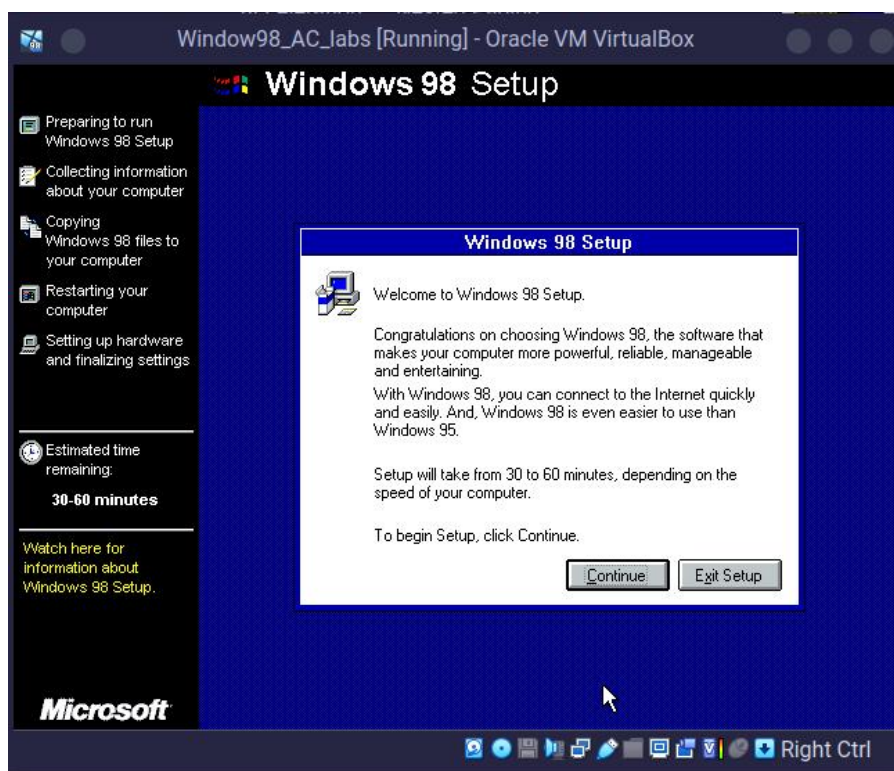 Window98_AC_labs [Running] - Oracle VM VirtualBox
Windows 98 Setup
Preparing to run
Windows 98 Setup
Collecting information
about your computer
Copying
Windows 98 files to
your computer
Restarting your
computer
Setting up hardware
and finalizing settings
Estimated time
remaining:
30-60 minutes
Watch here for
information about
Windows 98 Setup.
Microsoft
Windows 98 Setup
Welcome to Windows 98 Setup.
Congratulations on choosing Windows 98, the software that
makes your computer more powerful, reliable, manageable
and entertaining.
With Windows 98, you can connect to the Internet quickly
and easily. And, Windows 98 is even easier to use than
Windows 95.
Setup will take from 30 to 60 minutes, depending on the
speed of your computer.
To begin Setup, click Continue.
Continue
Exit Setup
Right Ctrl